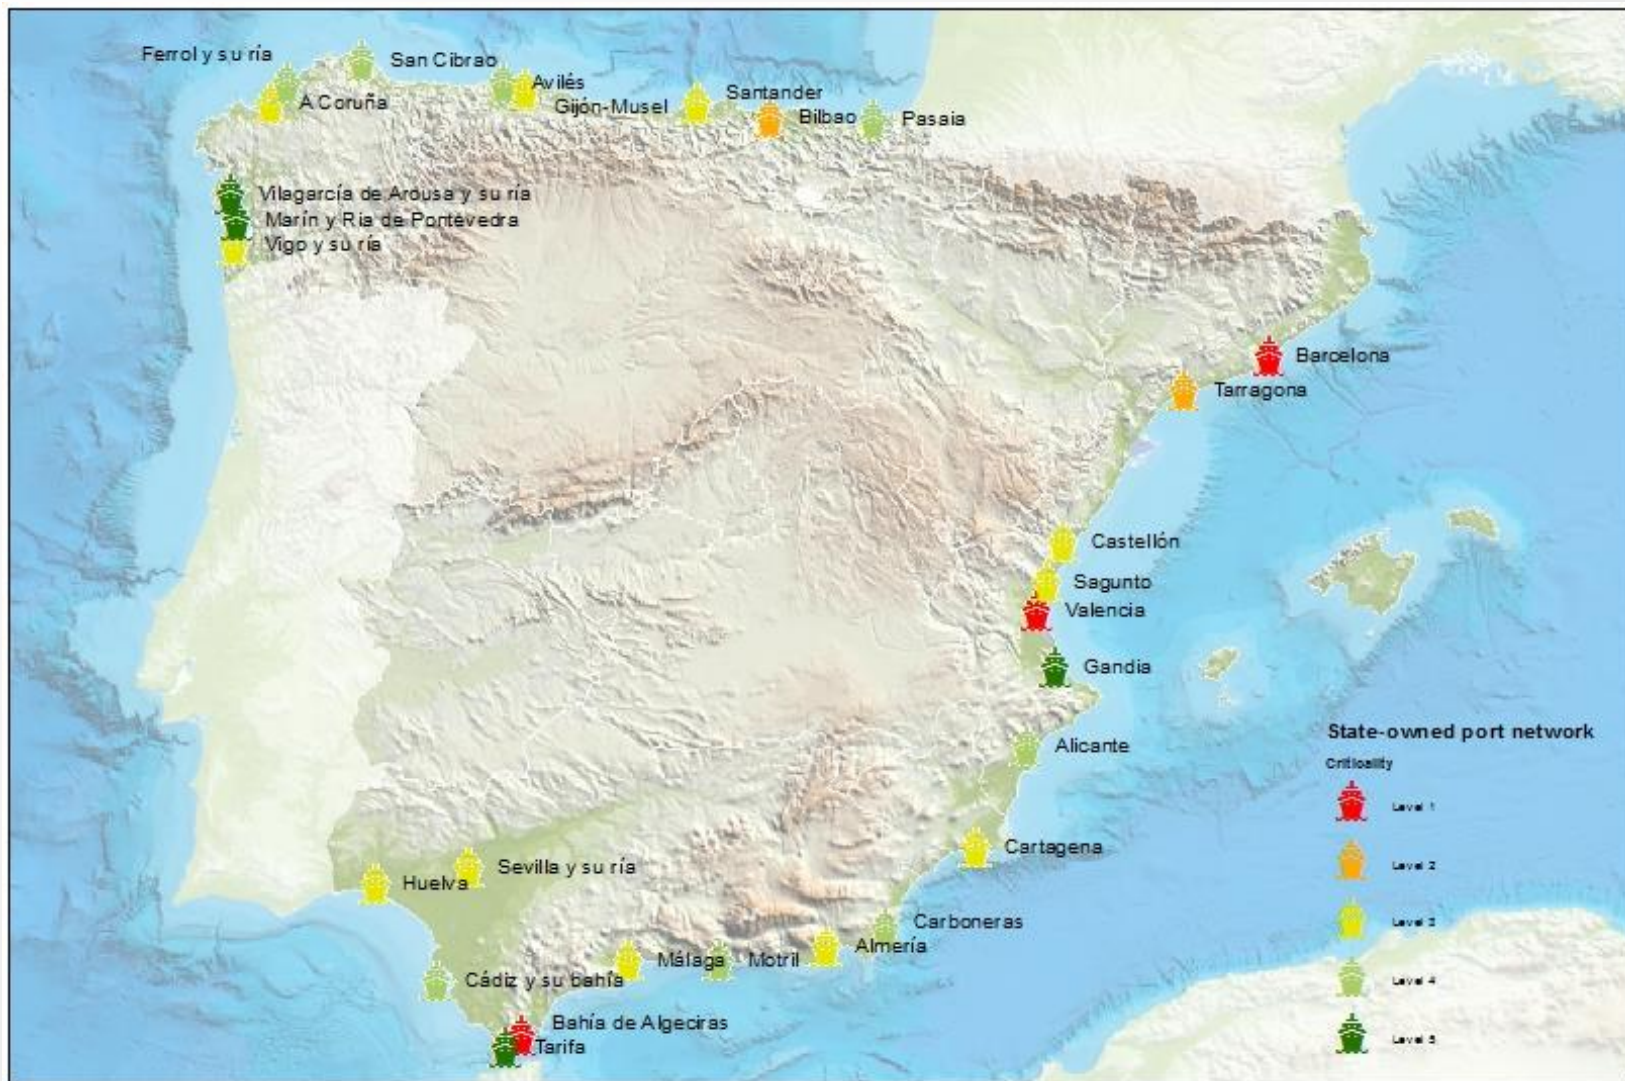 Ferrol y su ría
San Cibrao
A Coruña
Avilés
Gijón-Musel
Santander
Bilbao
Pasaia
Vilagarcía de Arousa y su ría
Marín y Ria de Pontevedra
Vigo y su ría
Barcelona
Tarragona
Castellón
Sagunto
Valencia
Gandia
Alicante
Cartagena
Sevilla y su ría
Huelva
Carboneras
Almería
Motril
Málaga
Cádiz y su bahía
Bahía de Algeciras
Tarifa
State-owned port network
Criticality
Level 1
Level 2
Level 3
Level 4
Level 5